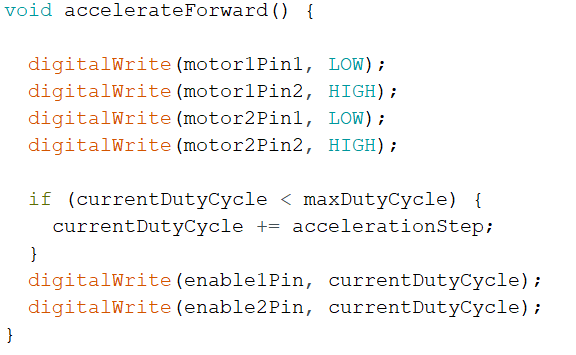 void accelerateForward() {
digitalWrite(motor1Pin1, LOW);
digitalWrite(motor1Pin2, HIGH);
digitalWrite(motor2Pin1, LOW);
digitalWrite(motor2Pin2, HIGH);
if (currentDutyCycle < maxDutyCycle) {
currentDutyCycle += accelerationStep;
}
digitalWrite(enable1Pin, currentDutyCycle);
digitalWrite(enable2Pin, currentDutyCycle);
}